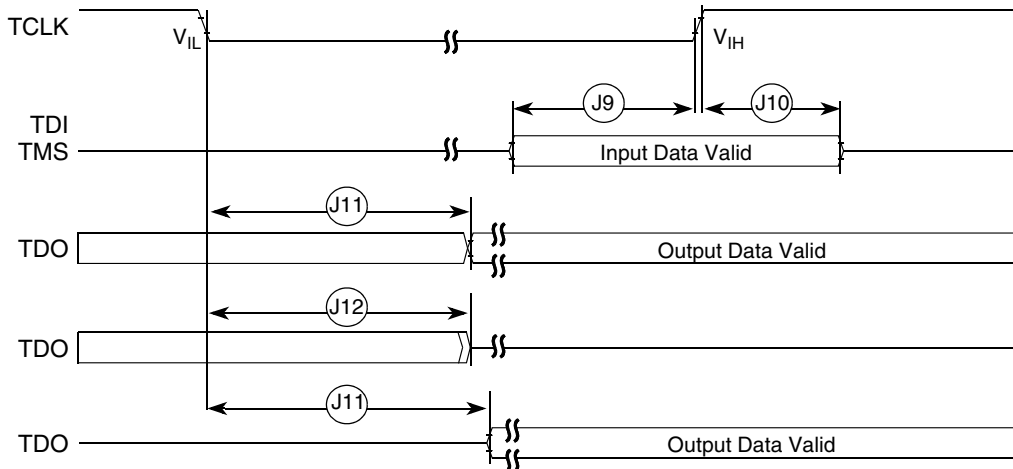 TCLK
VIL
VIH
J9
J10
TDI
TMS
Input Data Valid
J11
TDO
Output Data Valid
J12
TDO
J11
TDO
Output Data Valid